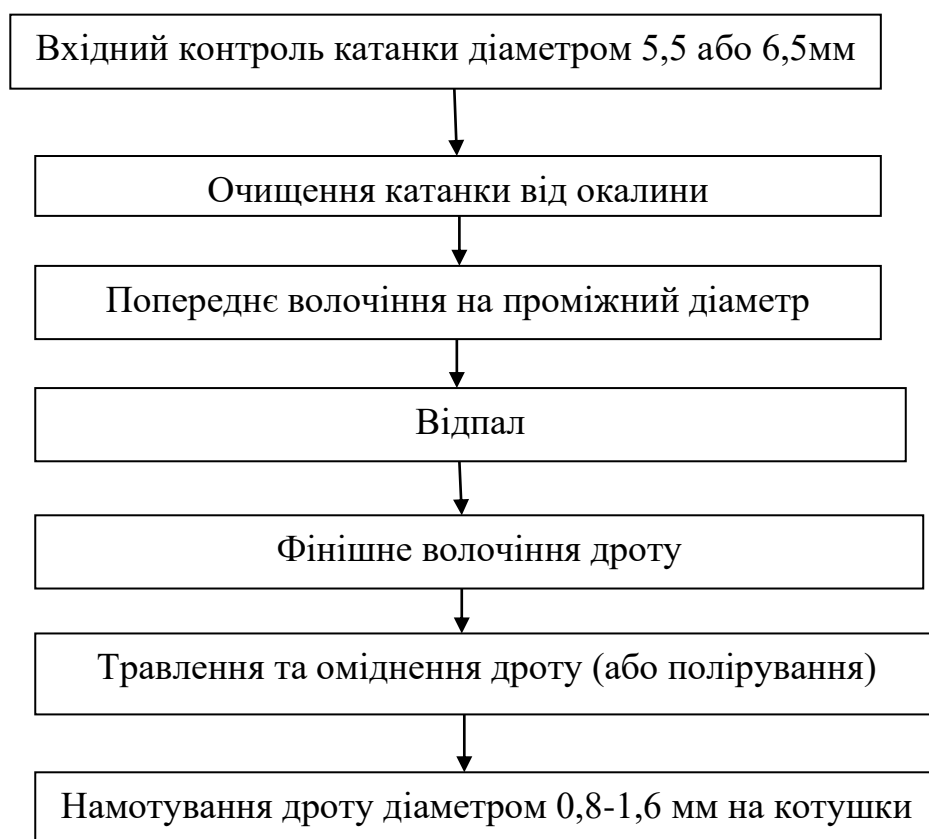 Вхідний контроль катанки діаметром 5,5 або 6,5мм
Очищення катанки від окалини
Попереднє волочіння на проміжний діаметр
Відпал
Фінішне волочіння дроту
Травлення та оміднення дроту (або полірування)
Намотування дроту діаметром 0,8-1,6 мм на котушки